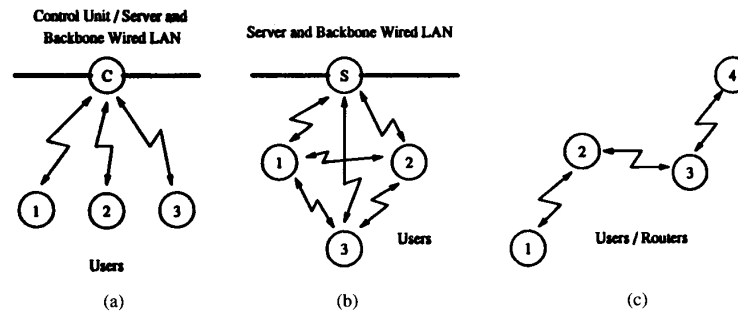 Control Unit / Server and
Backbone Wired LAN
C
1
2
3
Users
(a)
Server and Backbone Wired LAN
S
1
2
3
Users
(b)
4
2
3
1
Users / Routers
(c)